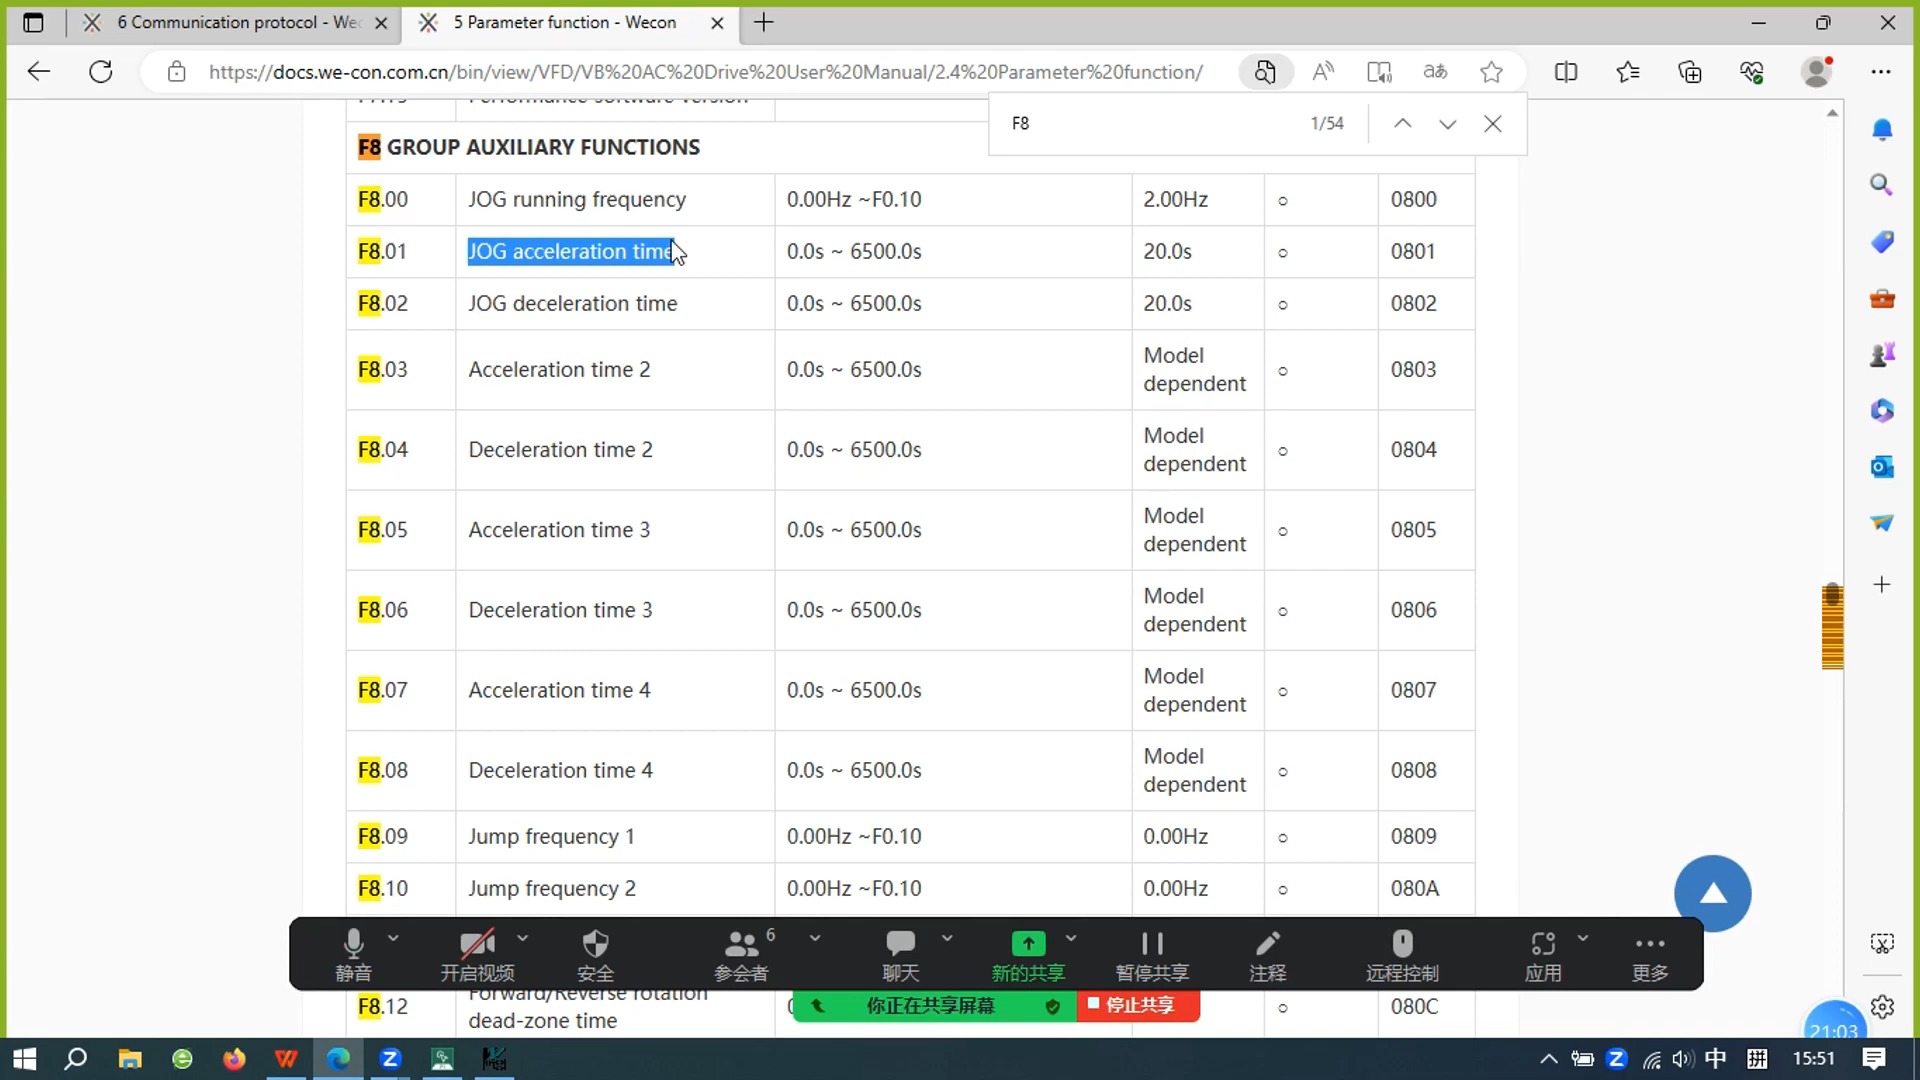 6 Communication protocol - Wec
5 Parameter function - Wecon
https://docs.we-con.com.cn/bin/view/VFD/VB%20AC%20Drive%20User%20Manual/2.4%20Parameter%20function/
F8 1/54
F8 GROUP AUXILIARY FUNCTIONS
F8.00 JOG running frequency 0.00Hz ~F0.10 2.00Hz ○ 0800
F8.01 JOG acceleration time 0.0s ~ 6500.0s 20.0s ○ 0801
F8.02 JOG deceleration time 0.0s ~ 6500.0s 20.0s ○ 0802
F8.03 Acceleration time 2 0.0s ~ 6500.0s Model dependent ○ 0803
F8.04 Deceleration time 2 0.0s ~ 6500.0s Model dependent ○ 0804
F8.05 Acceleration time 3 0.0s ~ 6500.0s Model dependent ○ 0805
F8.06 Deceleration time 3 0.0s ~ 6500.0s Model dependent ○ 0806
F8.07 Acceleration time 4 0.0s ~ 6500.0s Model dependent ○ 0807
F8.08 Deceleration time 4 0.0s ~ 6500.0s Model dependent ○ 0808
F8.09 Jump frequency 1 0.00Hz ~F0.10 0.00Hz ○ 0809
F8.10 Jump frequency 2 0.00Hz ~F0.10 0.00Hz ○ 080A
6
静音 开启视频 安全 参会者 聊天 新的共享 暂停共享 注释 远程控制 应用 更多
F8.12 Forward/Reverse rotation dead-zone time ○ 080C
你正在共享屏幕 停止共享
21:03
中 拼 15:51